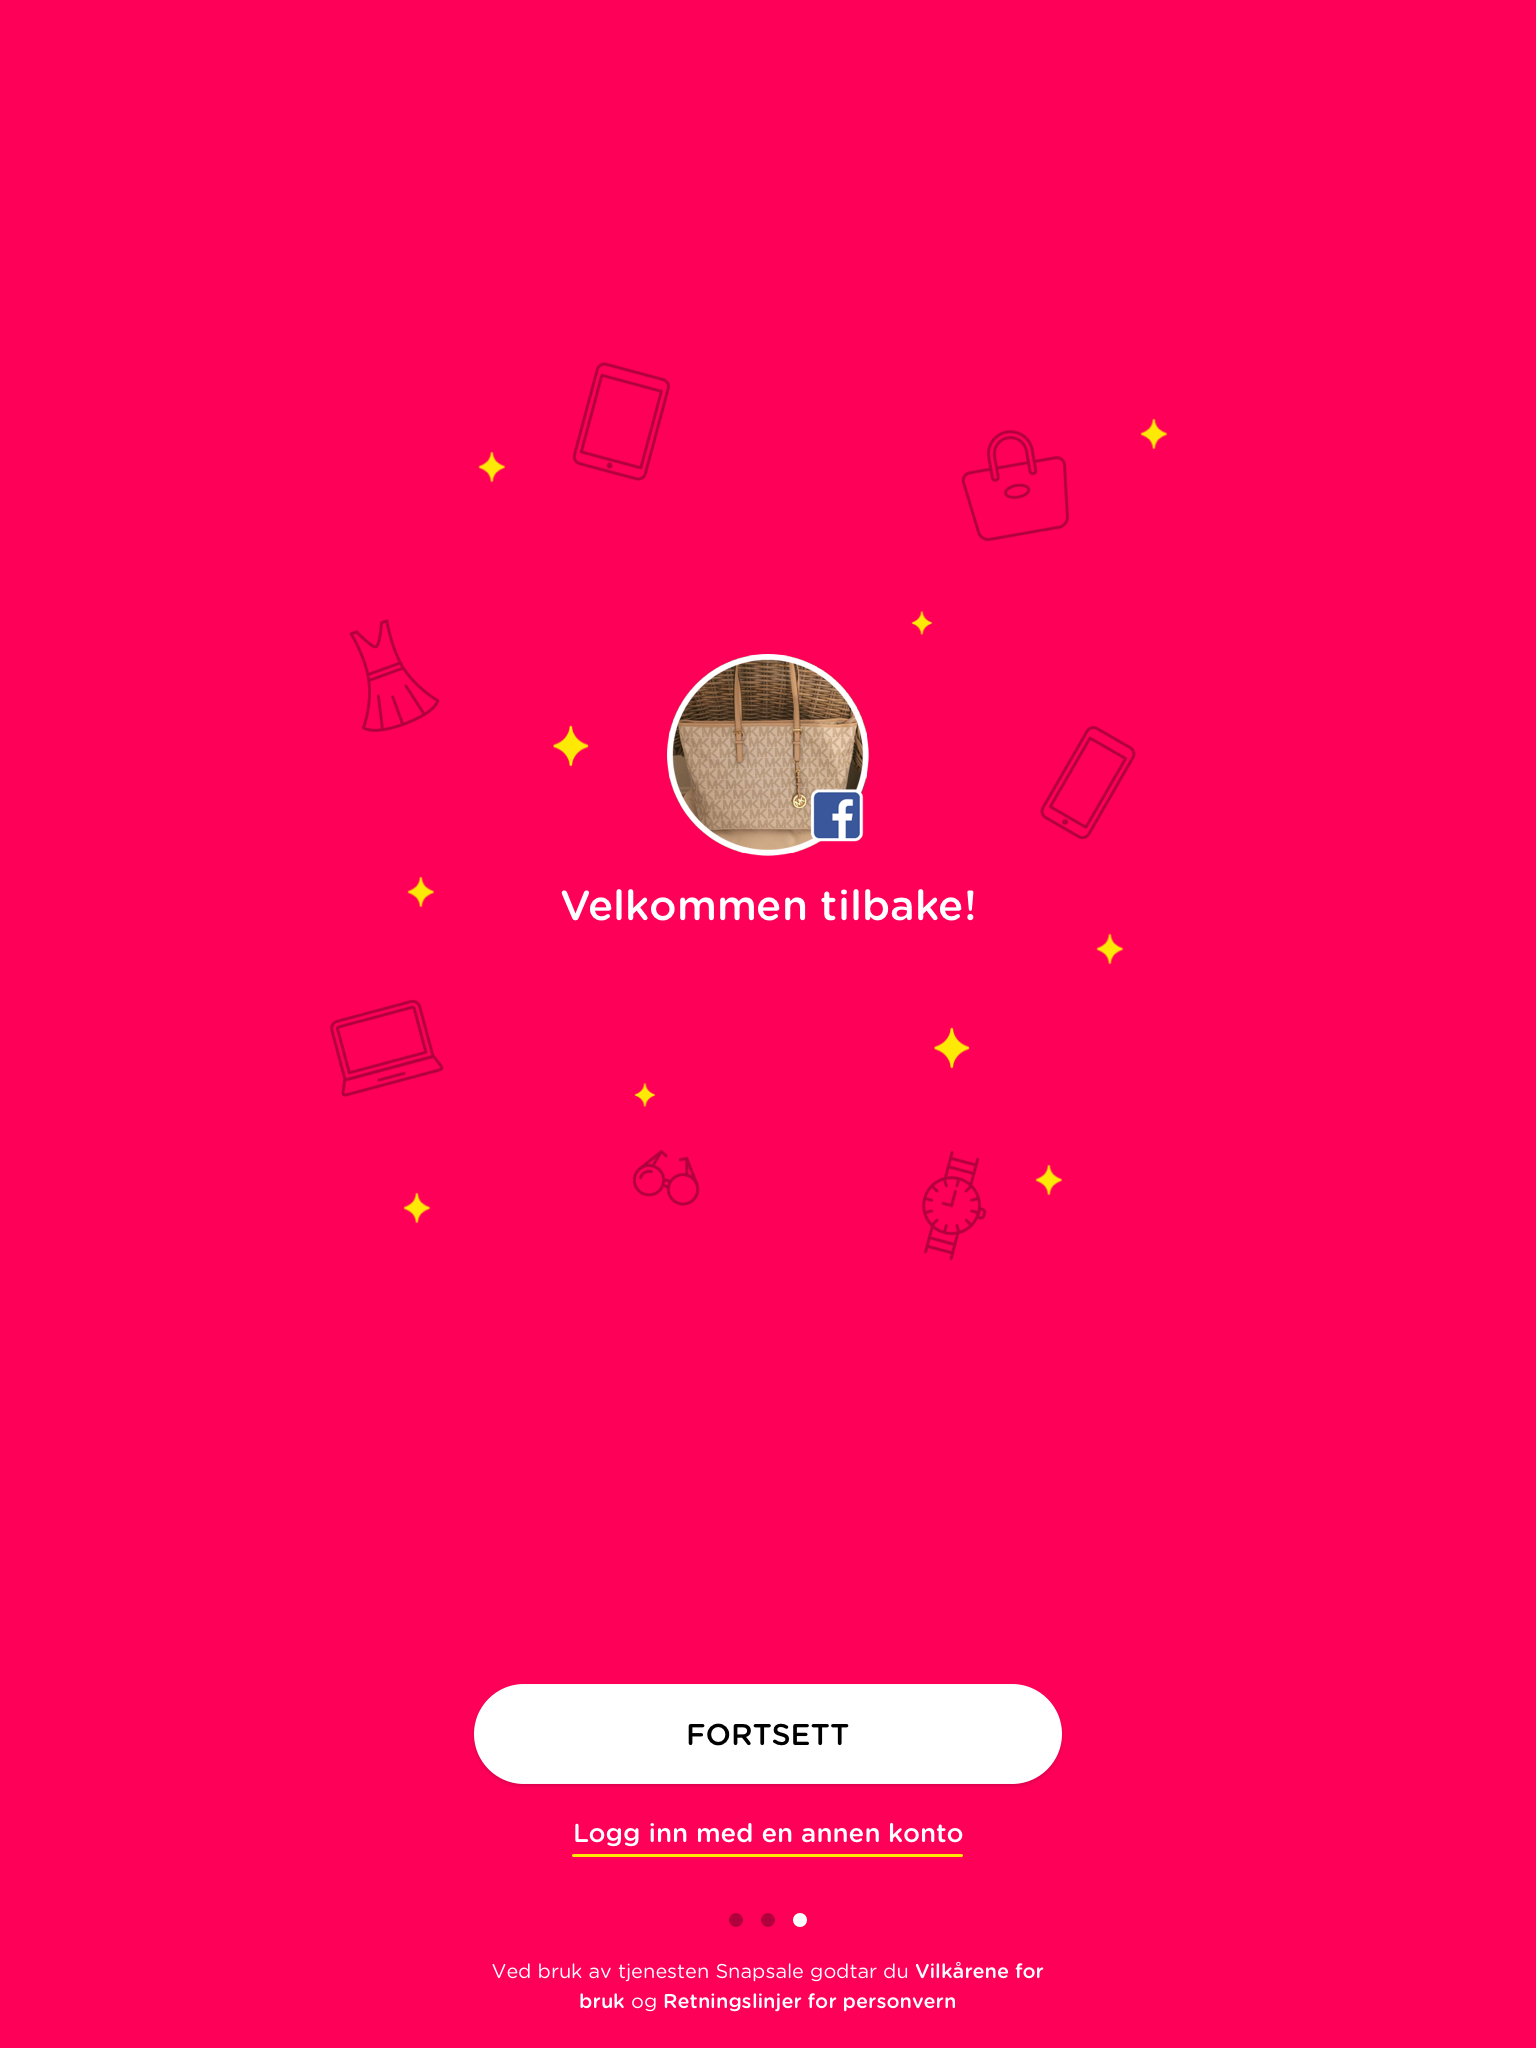 Velkommen tilbake!
FORTSETT
Logg inn med en annen konto
Ved bruk av tjenesten Snapsale godtar du Vilkårene for
bruk og Retningslinjer for personvern